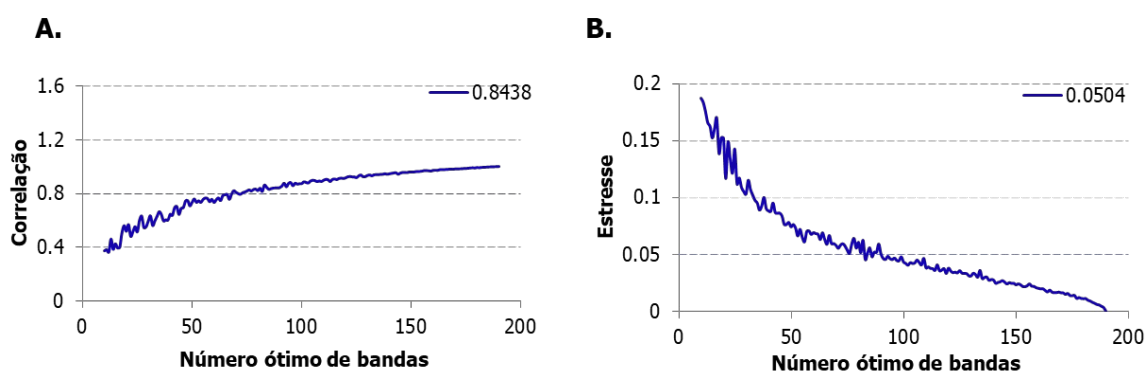 A.
Correlação
1.6
1.2
0.8
0.4
0
0.8438
0 50 100 150 200
Número ótimo de bandas
B.
Estresse
0.2
0.15
0.1
0.05
0
0.0504
0 50 100 150 200
Número ótimo de bandas